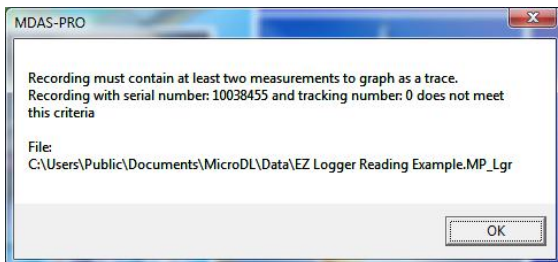 MDAS-PRO
Recording must contain at least two measurements to graph as a trace.
Recording with serial number: 10038455 and tracking number: 0 does not meet
this criteria
File:
C:\Users\Public\Documents\MicroDL\Data\EZ Logger Reading Example.MP_Lgr
OK